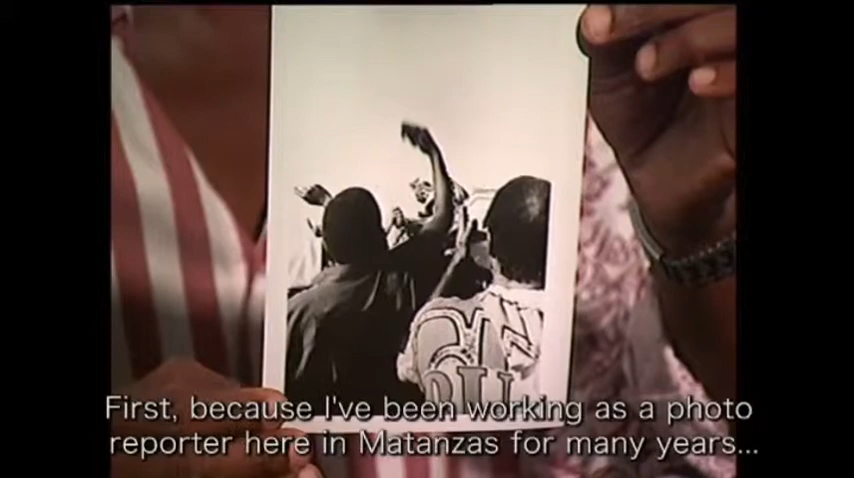 First, because I've been working as a photo
reporter here in Matanzas for many years...